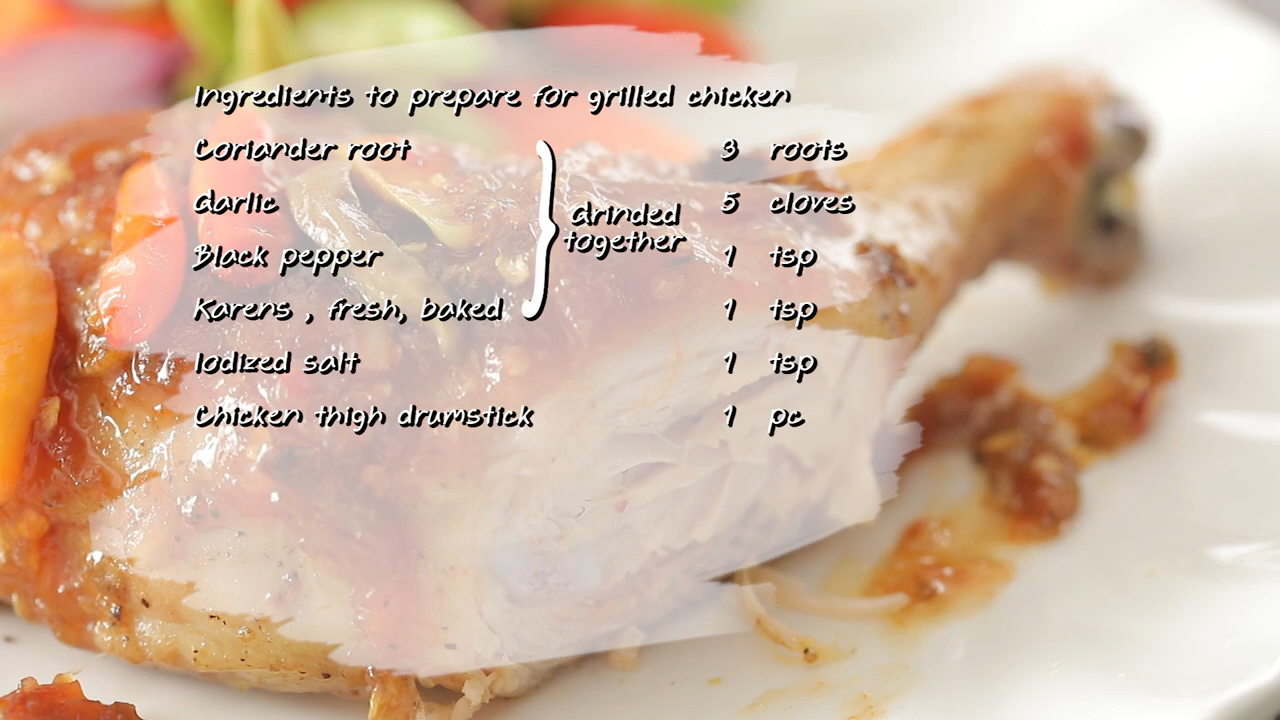 Ingredients to prepare for grilled chicken
Coriander root 3 roots
Garlic 5 cloves
Grinded together
Black pepper 1 tsp
Karens , fresh, baked 1 tsp
Iodized salt 1 tsp
Chicken thigh drumstick 1 pc